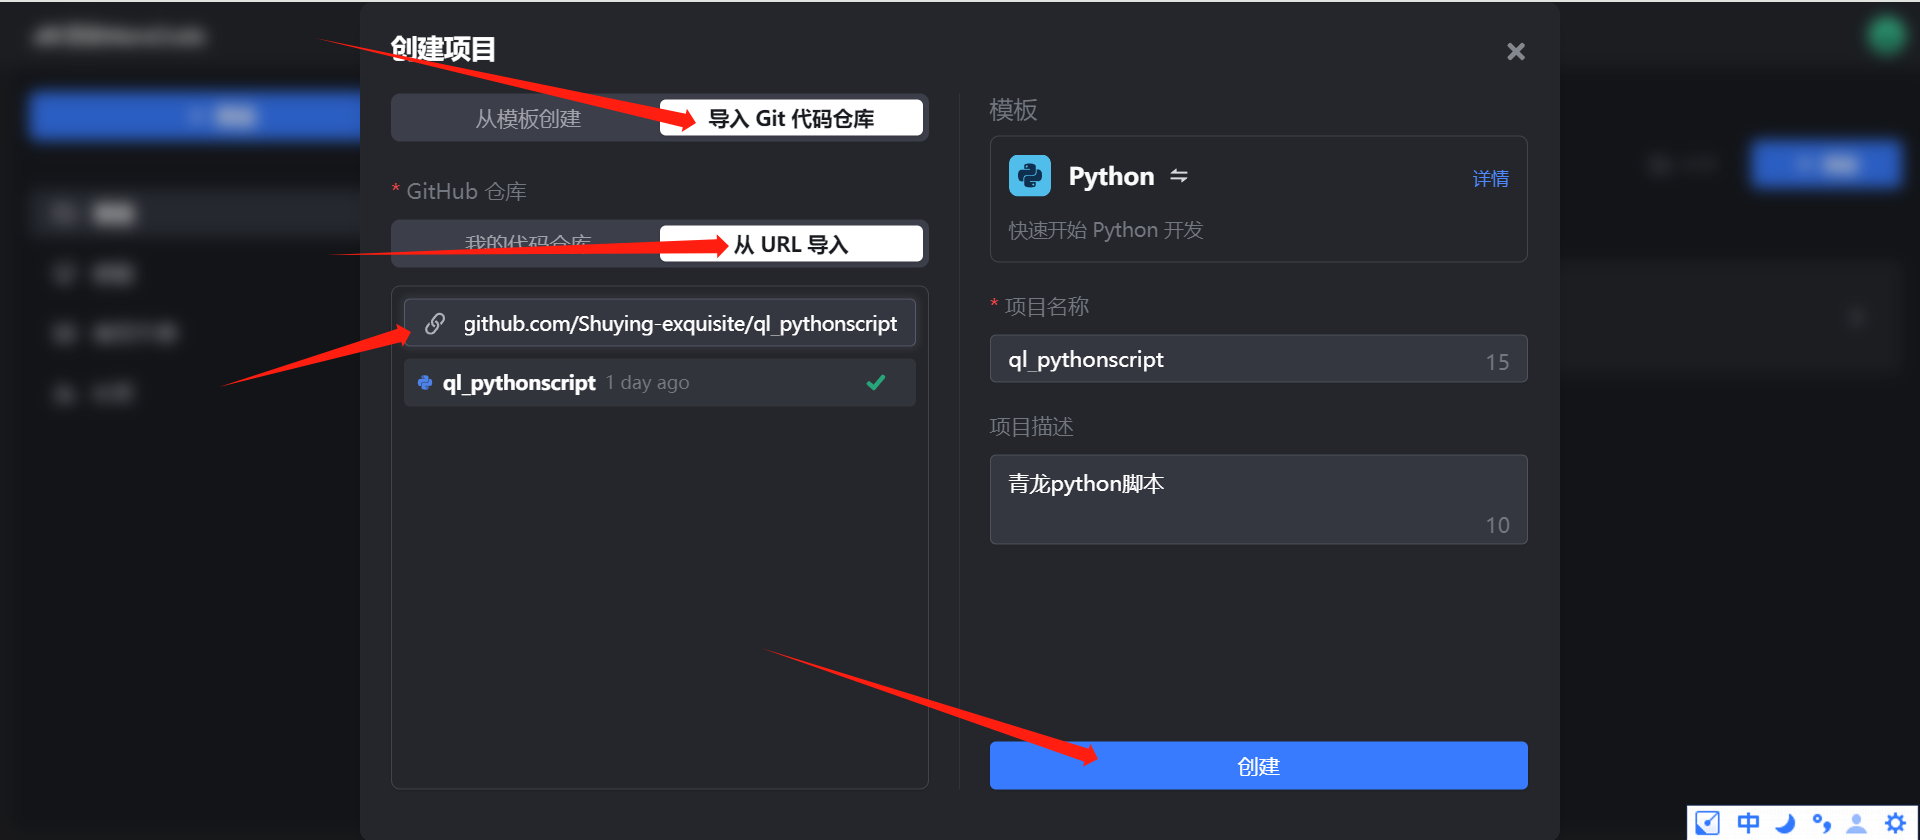 创建项目
从模板创建
导入 Git 代码仓库
* GitHub 仓库
我的代码仓库
从 URL 导入
github.com/Shuying-exquisite/ql_pythonscript
ql_pythonscript 1 day ago
模板
Python
详情
快速开始 Python 开发
* 项目名称
ql_pythonscript
15
项目描述
青龙python脚本
10
创建
中